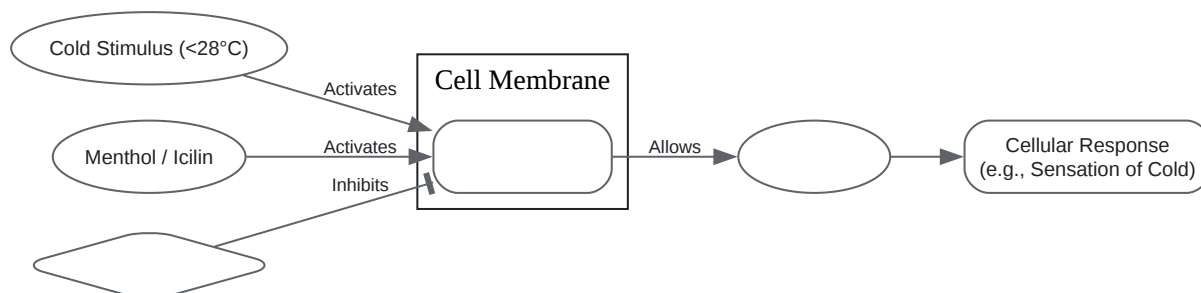 Cold Stimulus (<28°C)
Activates
Cell Membrane
Menthol / Icilin
Activates
Allows
Cellular Response
(e.g., Sensation of Cold)
Inhibits